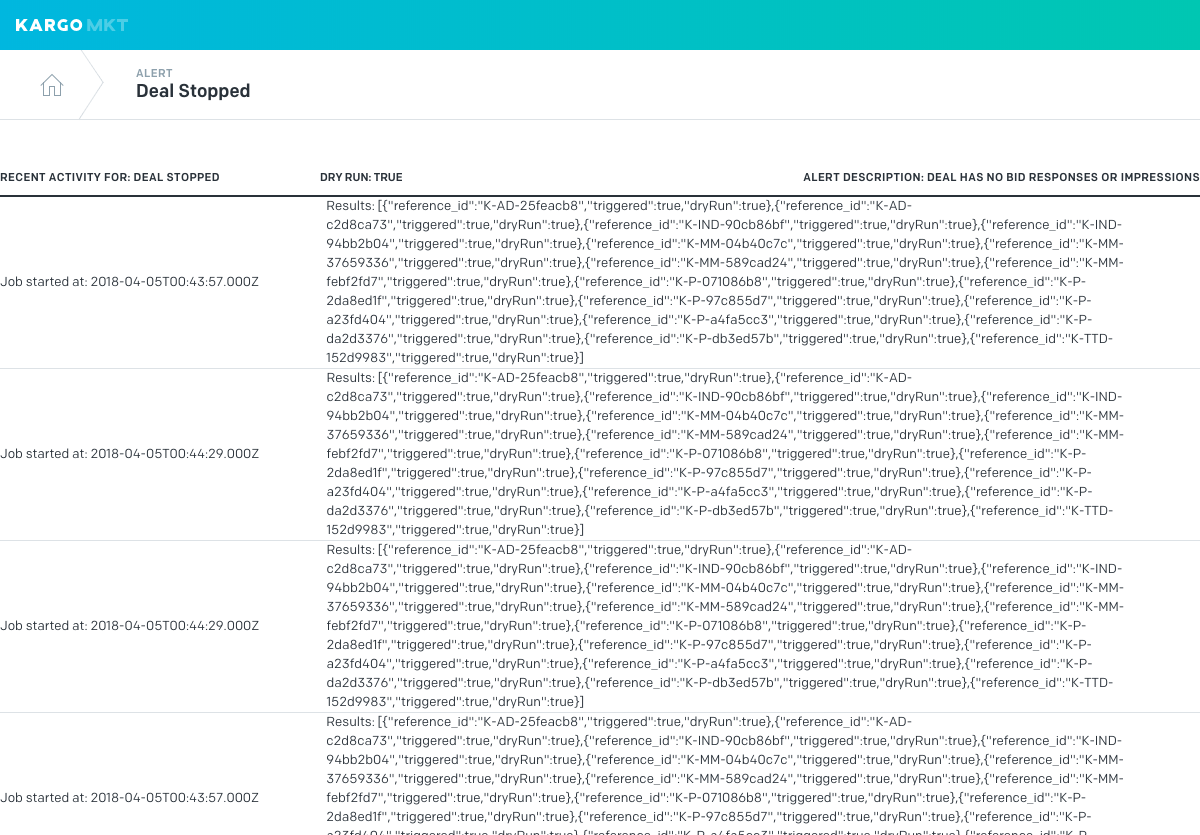 KARGO MKT
ALERT
Deal Stopped
RECENT ACTIVITY FOR: DEAL STOPPED
DRY RUN: TRUE
ALERT DESCRIPTION: DEAL HAS NO BID RESPONSES OR IMPRESSIONS
Job started at: 2018-04-05T00:43:57.000Z
Results: [{"reference_id":"K-AD-25feacb8","triggered":true,"dryRun":true},{"reference_id":"K-AD-
c2d8ca73","triggered":true,"dryRun":true},{"reference_id":"K-IND-90cb86bf","triggered":true,"dryRun":true},{"reference_id":"K-IND-
94bb2b04","triggered":true,"dryRun":true},{"reference_id":"K-MM-04b40c7c","triggered":true,"dryRun":true},{"reference_id":"K-MM-
37659336","triggered":true,"dryRun":true},{"reference_id":"K-MM-589cad24","triggered":true,"dryRun":true},{"reference_id":"K-MM-
febf2fd7","triggered":true,"dryRun":true},{"reference_id":"K-P-071086b8","triggered":true,"dryRun":true},{"reference_id":"K-P-
2da8ed1f","triggered":true,"dryRun":true},{"reference_id":"K-P-97c855d7","triggered":true,"dryRun":true},{"reference_id":"K-P-
a23fd404","triggered":true,"dryRun":true},{"reference_id":"K-P-a4fa5cc3","triggered":true,"dryRun":true},{"reference_id":"K-P-
da2d3376","triggered":true,"dryRun":true},{"reference_id":"K-P-db3ed57b","triggered":true,"dryRun":true},{"reference_id":"K-TTD-
152d9983","triggered":true,"dryRun":true}]
Job started at: 2018-04-05T00:44:29.000Z
Results: [{"reference_id":"K-AD-25feacb8","triggered":true,"dryRun":true},{"reference_id":"K-AD-
c2d8ca73","triggered":true,"dryRun":true},{"reference_id":"K-IND-90cb86bf","triggered":true,"dryRun":true},{"reference_id":"K-IND-
94bb2b04","triggered":true,"dryRun":true},{"reference_id":"K-MM-04b40c7c","triggered":true,"dryRun":true},{"reference_id":"K-MM-
37659336","triggered":true,"dryRun":true},{"reference_id":"K-MM-589cad24","triggered":true,"dryRun":true},{"reference_id":"K-MM-
febf2fd7","triggered":true,"dryRun":true},{"reference_id":"K-P-071086b8","triggered":true,"dryRun":true},{"reference_id":"K-P-
2da8ed1f","triggered":true,"dryRun":true},{"reference_id":"K-P-97c855d7","triggered":true,"dryRun":true},{"reference_id":"K-P-
a23fd404","triggered":true,"dryRun":true},{"reference_id":"K-P-a4fa5cc3","triggered":true,"dryRun":true},{"reference_id":"K-P-
da2d3376","triggered":true,"dryRun":true},{"reference_id":"K-P-db3ed57b","triggered":true,"dryRun":true},{"reference_id":"K-TTD-
152d9983","triggered":true,"dryRun":true}]
Job started at: 2018-04-05T00:44:29.000Z
Results: [{"reference_id":"K-AD-25feacb8","triggered":true,"dryRun":true},{"reference_id":"K-AD-
c2d8ca73","triggered":true,"dryRun":true},{"reference_id":"K-IND-90cb86bf","triggered":true,"dryRun":true},{"reference_id":"K-IND-
94bb2b04","triggered":true,"dryRun":true},{"reference_id":"K-MM-04b40c7c","triggered":true,"dryRun":true},{"reference_id":"K-MM-
37659336","triggered":true,"dryRun":true},{"reference_id":"K-MM-589cad24","triggered":true,"dryRun":true},{"reference_id":"K-MM-
febf2fd7","triggered":true,"dryRun":true},{"reference_id":"K-P-071086b8","triggered":true,"dryRun":true},{"reference_id":"K-P-
2da8ed1f","triggered":true,"dryRun":true},{"reference_id":"K-P-97c855d7","triggered":true,"dryRun":true},{"reference_id":"K-P-
a23fd404","triggered":true,"dryRun":true},{"reference_id":"K-P-a4fa5cc3","triggered":true,"dryRun":true},{"reference_id":"K-P-
da2d3376","triggered":true,"dryRun":true},{"reference_id":"K-P-db3ed57b","triggered":true,"dryRun":true},{"reference_id":"K-TTD-
152d9983","triggered":true,"dryRun":true}]
Job started at: 2018-04-05T00:43:57.000Z
Results: [{"reference_id":"K-AD-25feacb8","triggered":true,"dryRun":true},{"reference_id":"K-AD-
c2d8ca73","triggered":true,"dryRun":true},{"reference_id":"K-IND-90cb86bf","triggered":true,"dryRun":true},{"reference_id":"K-IND-
94bb2b04","triggered":true,"dryRun":true},{"reference_id":"K-MM-04b40c7c","triggered":true,"dryRun":true},{"reference_id":"K-MM-
37659336","triggered":true,"dryRun":true},{"reference_id":"K-MM-589cad24","triggered":true,"dryRun":true},{"reference_id":"K-MM-
febf2fd7","triggered":true,"dryRun":true},{"reference_id":"K-P-071086b8","triggered":true,"dryRun":true},{"reference_id":"K-P-
2da8ed1f","triggered":true,"dryRun":true},{"reference_id":"K-P-97c855d7","triggered":true,"dryRun":true},{"reference_id":"K-P-
a23fd404","triggered":true,"dryRun":true},{"reference_id":"K-P-a4fa5cc3","triggered":true,"dryRun":true},{"reference_id":"K-P-